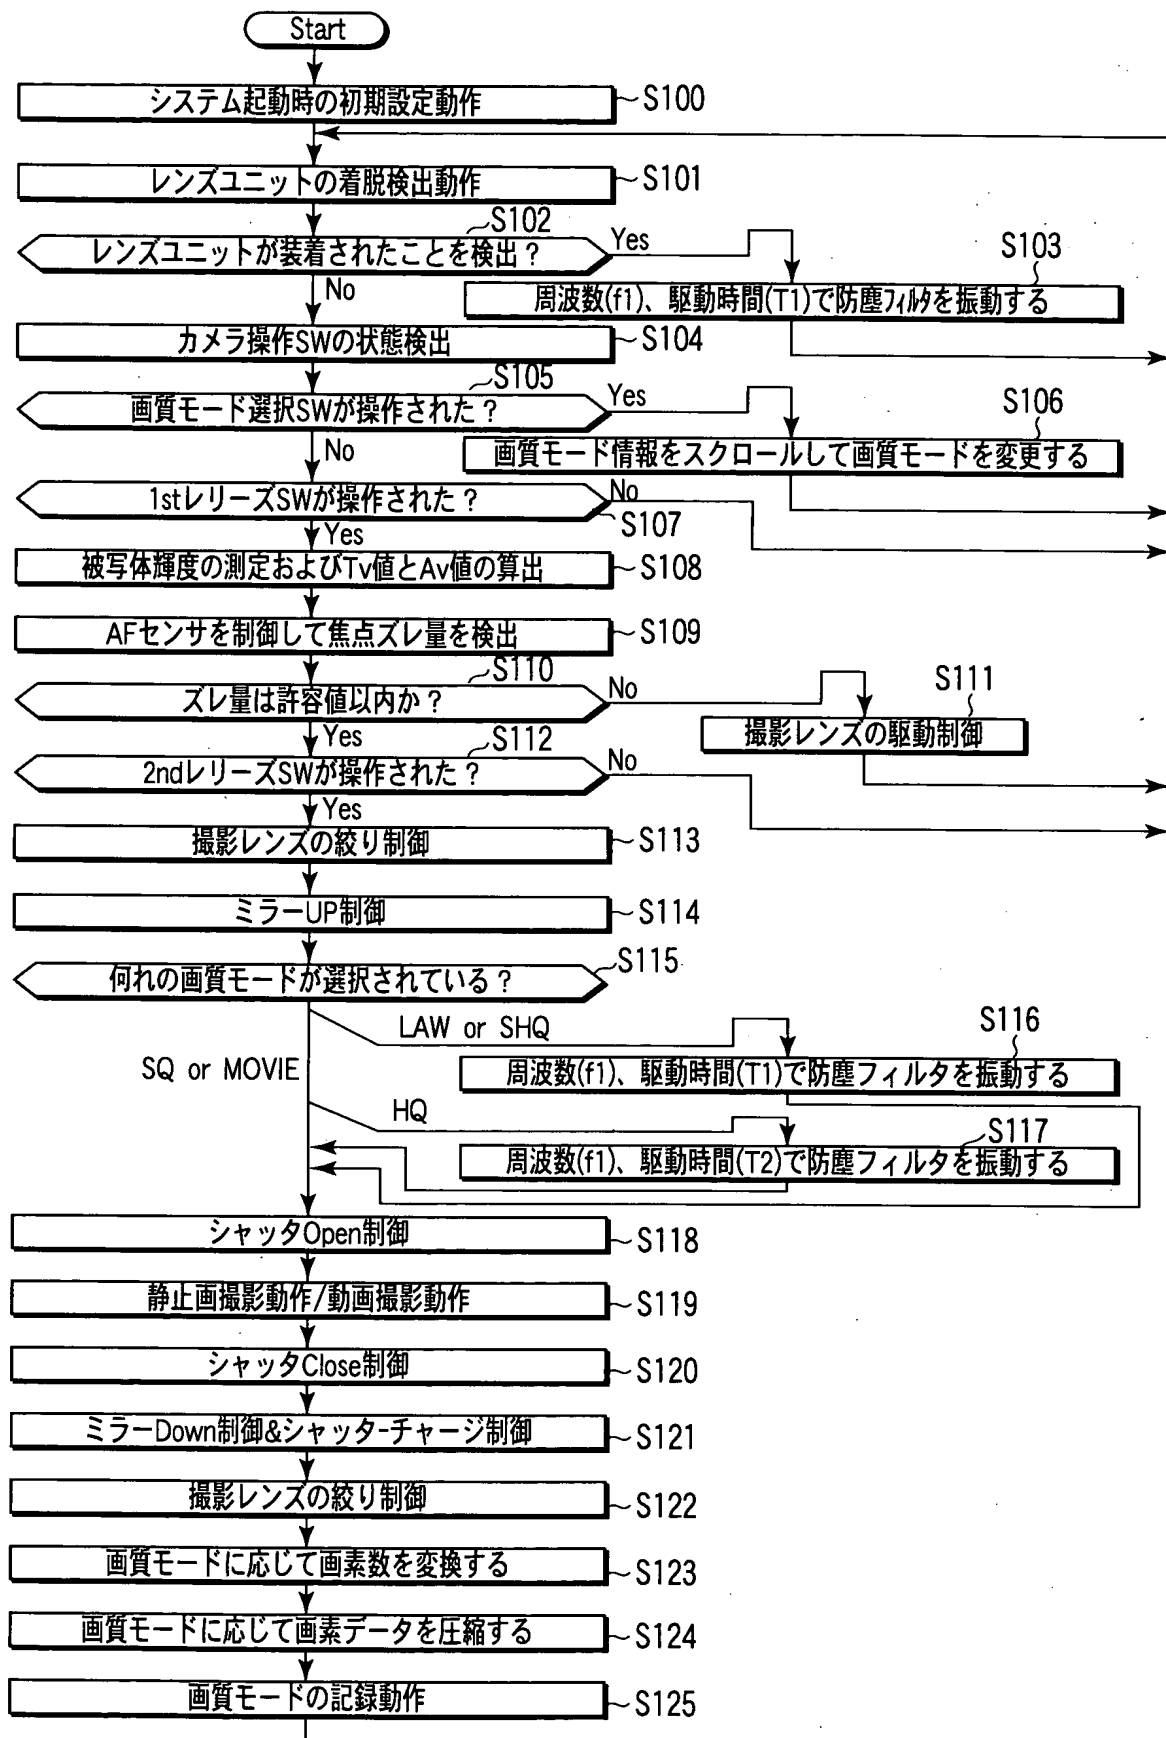 Start
システム起動時の初期設定動作 S100
レンズユニットの着脱検出動作 S101
S102
レンズユニットが装着されたことを検出？ Yes
S103
周波数(f1)、駆動時間(T1)で防塵フィルタを振動する
No
カメラ操作SWの状態検出 S104
S105
画質モード選択SWが操作された？ Yes
S106
画質モード情報をスクロールして画質モードを変更する
No
1stレリーズSWが操作された？ No
S107
Yes
被写体輝度の測定およびTv値とAv値の算出 S108
AFセンサを制御して焦点ズレ量を検出 S109
S110
ズレ量は許容値以内か？ No
S111
撮影レンズの駆動制御
Yes
S112
2ndレリーズSWが操作された？ No
Yes
撮影レンズの絞り制御 S113
ミラーUP制御 S114
何れの画質モードが選択されている？ S115
LAW or SHQ
S116
SQ or MOVIE
周波数(f1)、駆動時間(T1)で防塵フィルタを振動する
HQ
S117
周波数(f1)、駆動時間(T2)で防塵フィルタを振動する
シャッタOpen制御 S118
静止画撮影動作/動画撮影動作 S119
シャッタClose制御 S120
ミラーDown制御&シャッタ-チャージ制御 S121
撮影レンズの絞り制御 S122
画質モードに応じて画素数を変換する S123
画質モードに応じて画素データを圧縮する S124
画質モードの記録動作 S125